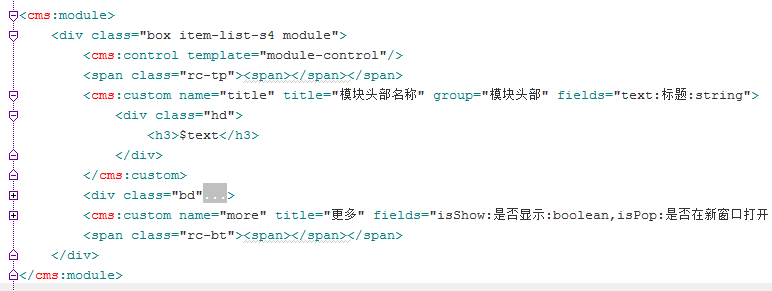 <cms:module>
<div class="box item-list-s4 module">
<cms:control template="module-control"/>
<span class="rc-tp"><span></span></span>
<cms:custom name="title" title="模块头部名称" group="模块头部" fields="text:标题:string">
<div class="hd">
<h3>$text</h3>
</div>
</cms:custom>
<div class="bd"...>
<cms:custom name="more" title="更多" fields="isShow:是否显示:boolean,isPop:是否在新窗口打开
<span class="rc-bt"><span></span></span>
</div>
</cms:module>